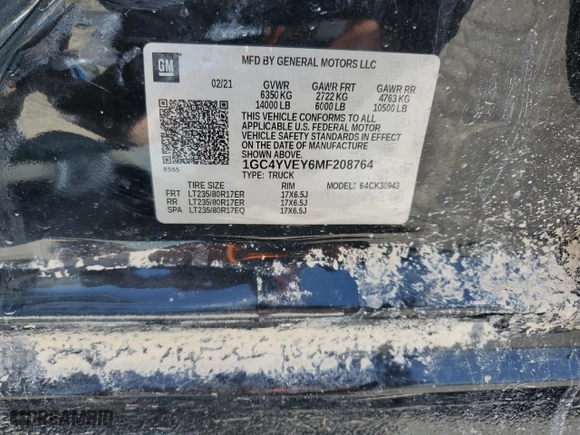 GM
MFD BY GENERAL MOTORS LLC
02/21 GVWR GAWR FRT GAWR RR
6350 KG 2722 KG 4763 KG
14000 LB 6000 LB 10500 LB
THIS VEHICLE CONFORMS TO ALL
APPLICABLE U.S. FEDERAL MOTOR
VEHICLE SAFETY STANDARDS IN EFFECT
ON THE DATE OF MANUFACTURE
SHOWN ABOVE.
1GC4YVEY6MF208764
TYPE: TRUCK
R555
TIRE SIZE RIM MODEL: 64CK30943
FRT LT235/80R17ER 17X6.5J
RR LT235/80R17ER 17X6.5J
SPA LT235/80R17EQ 17X6.5J
DREAMRID